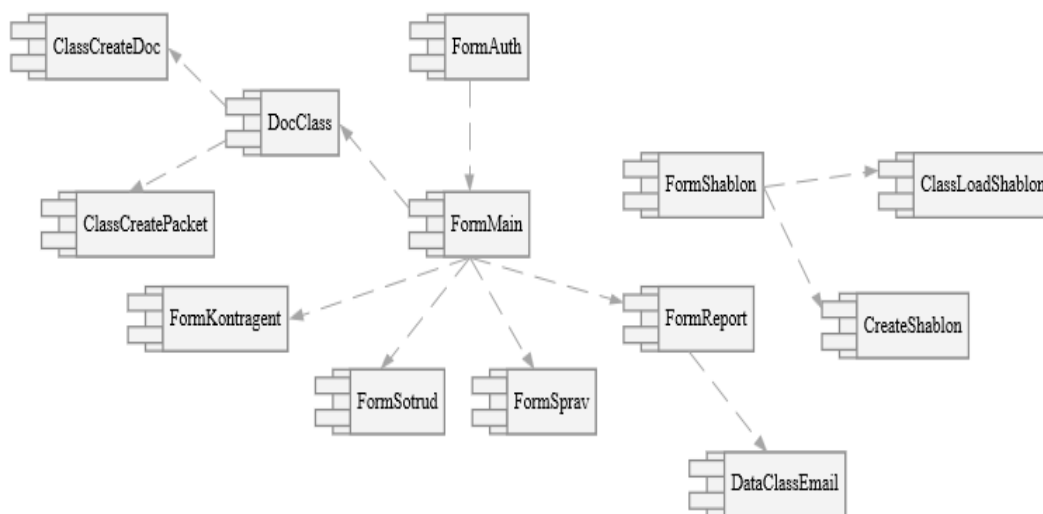 ClassCreateDoc
FormAuth
DocClass
FormShablon
ClassLoadShablon
ClassCreatePacket
FormMain
FormKontragent
FormReport
CreateShablon
FormSotrud
FormSprav
DataClassEmail